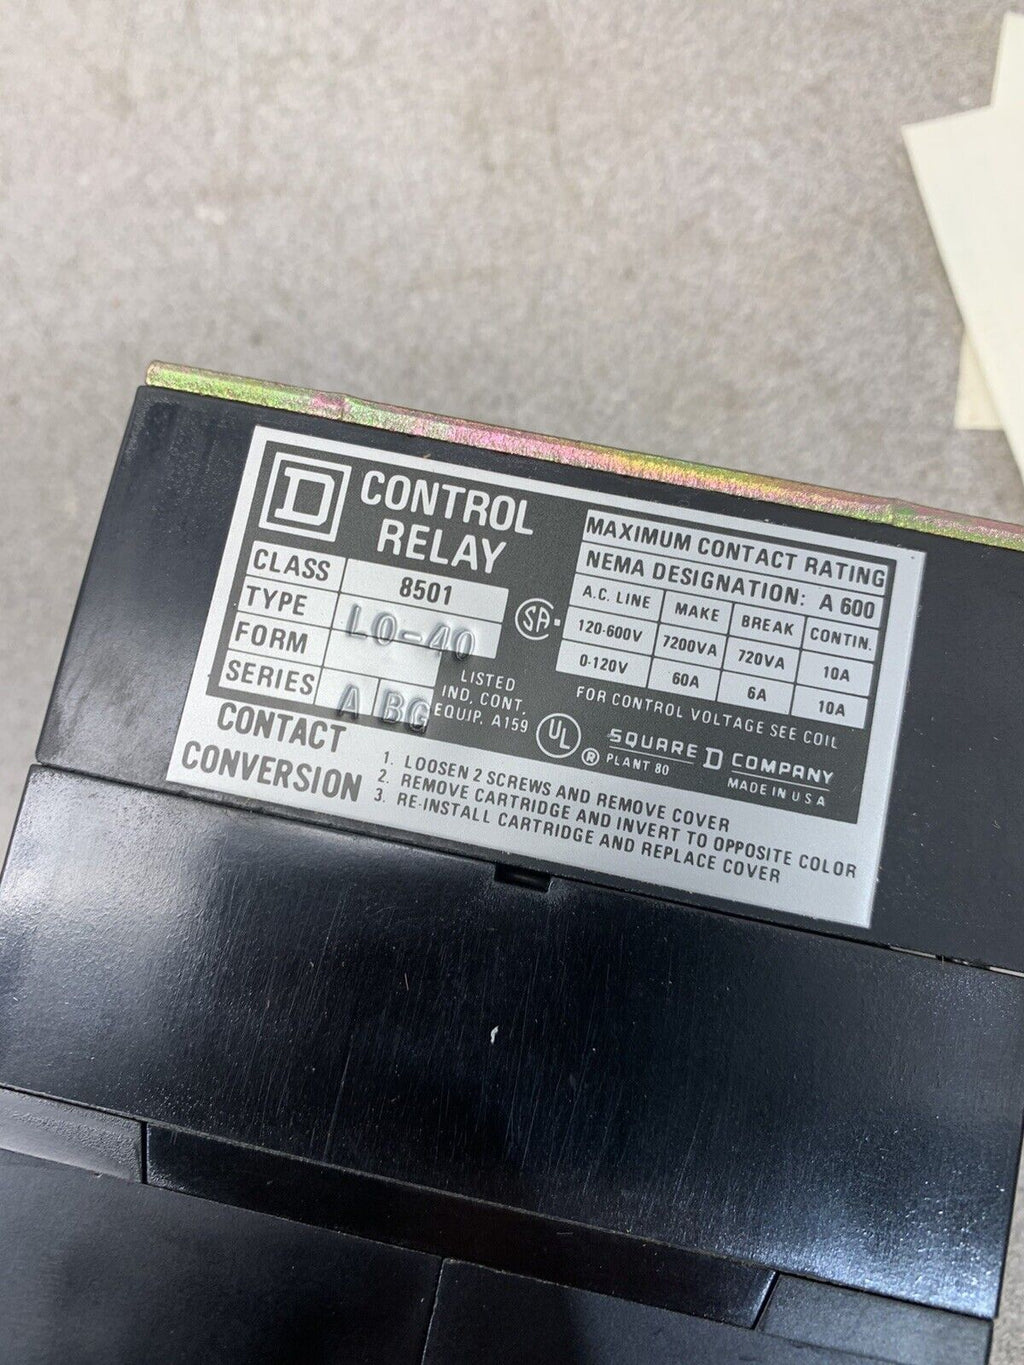 D CONTROL
RELAY
CLASS 8501
TYPE LO-40
FORM
SERIES A BG
LISTED
IND. CONT.
EQUIP. A159
SA
UL ®
MAXIMUM CONTACT RATING
NEMA DESIGNATION: A 600
A.C. LINE MAKE BREAK CONTIN.
120-600V 7200VA 720VA 10A
0-120V 60A 6A 10A
FOR CONTROL VOLTAGE SEE COIL
SQUARE D COMPANY
PLANT 80 MADE IN U S A
CONTACT
CONVERSION
1. LOOSEN 2 SCREWS AND REMOVE COVER
2. REMOVE CARTRIDGE AND INVERT TO OPPOSITE COLOR
3. RE-INSTALL CARTRIDGE AND REPLACE COVER